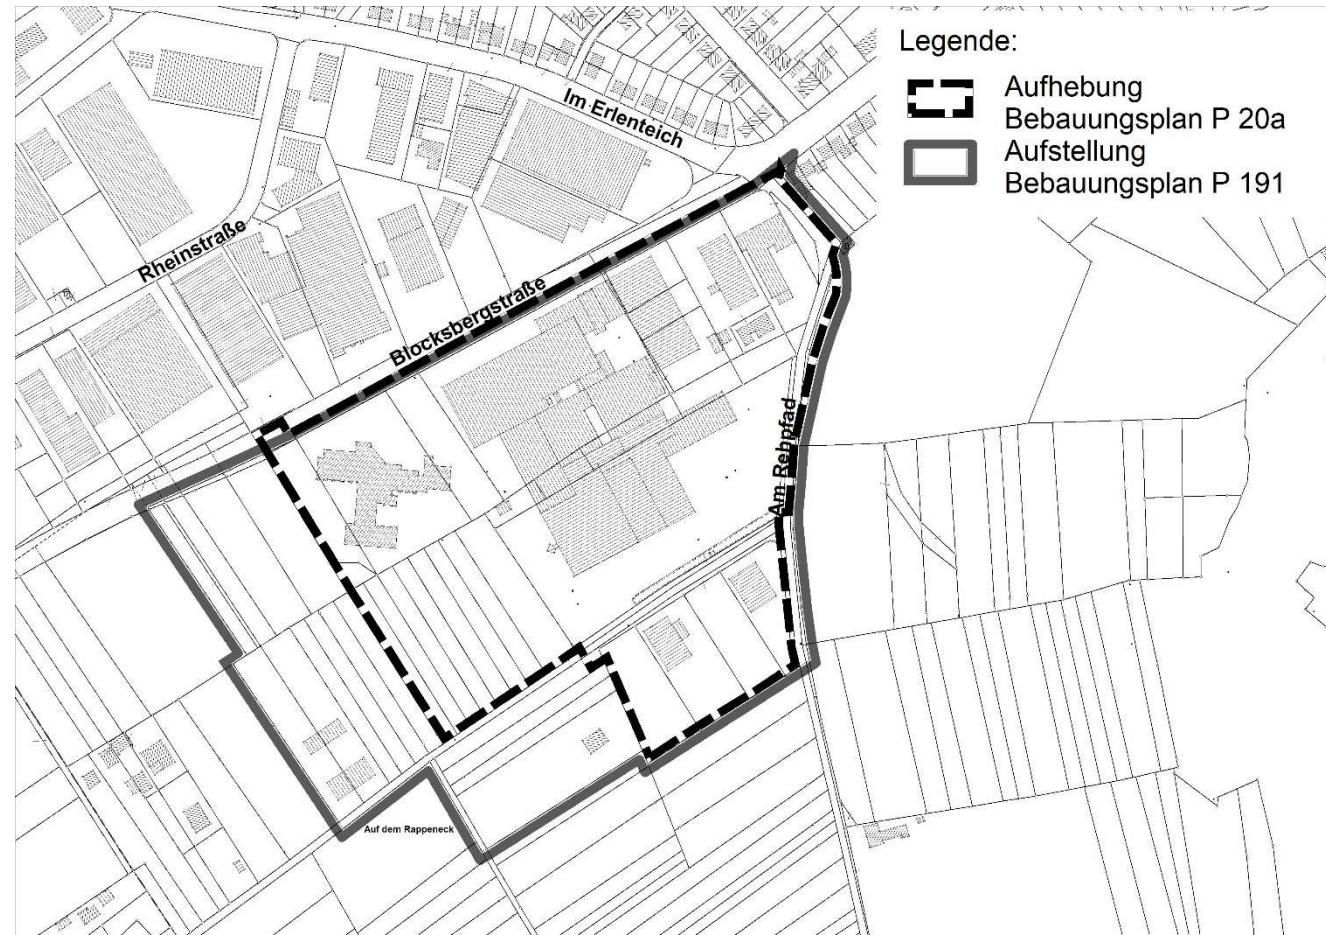 Legende:
Aufhebung
Bebauungsplan P 20a
Aufstellung
Bebauungsplan P 191
Im Erlenteich
Rheinstraße
Blocksbergstraße
Am Rehpfad
Auf dem Rappeneck